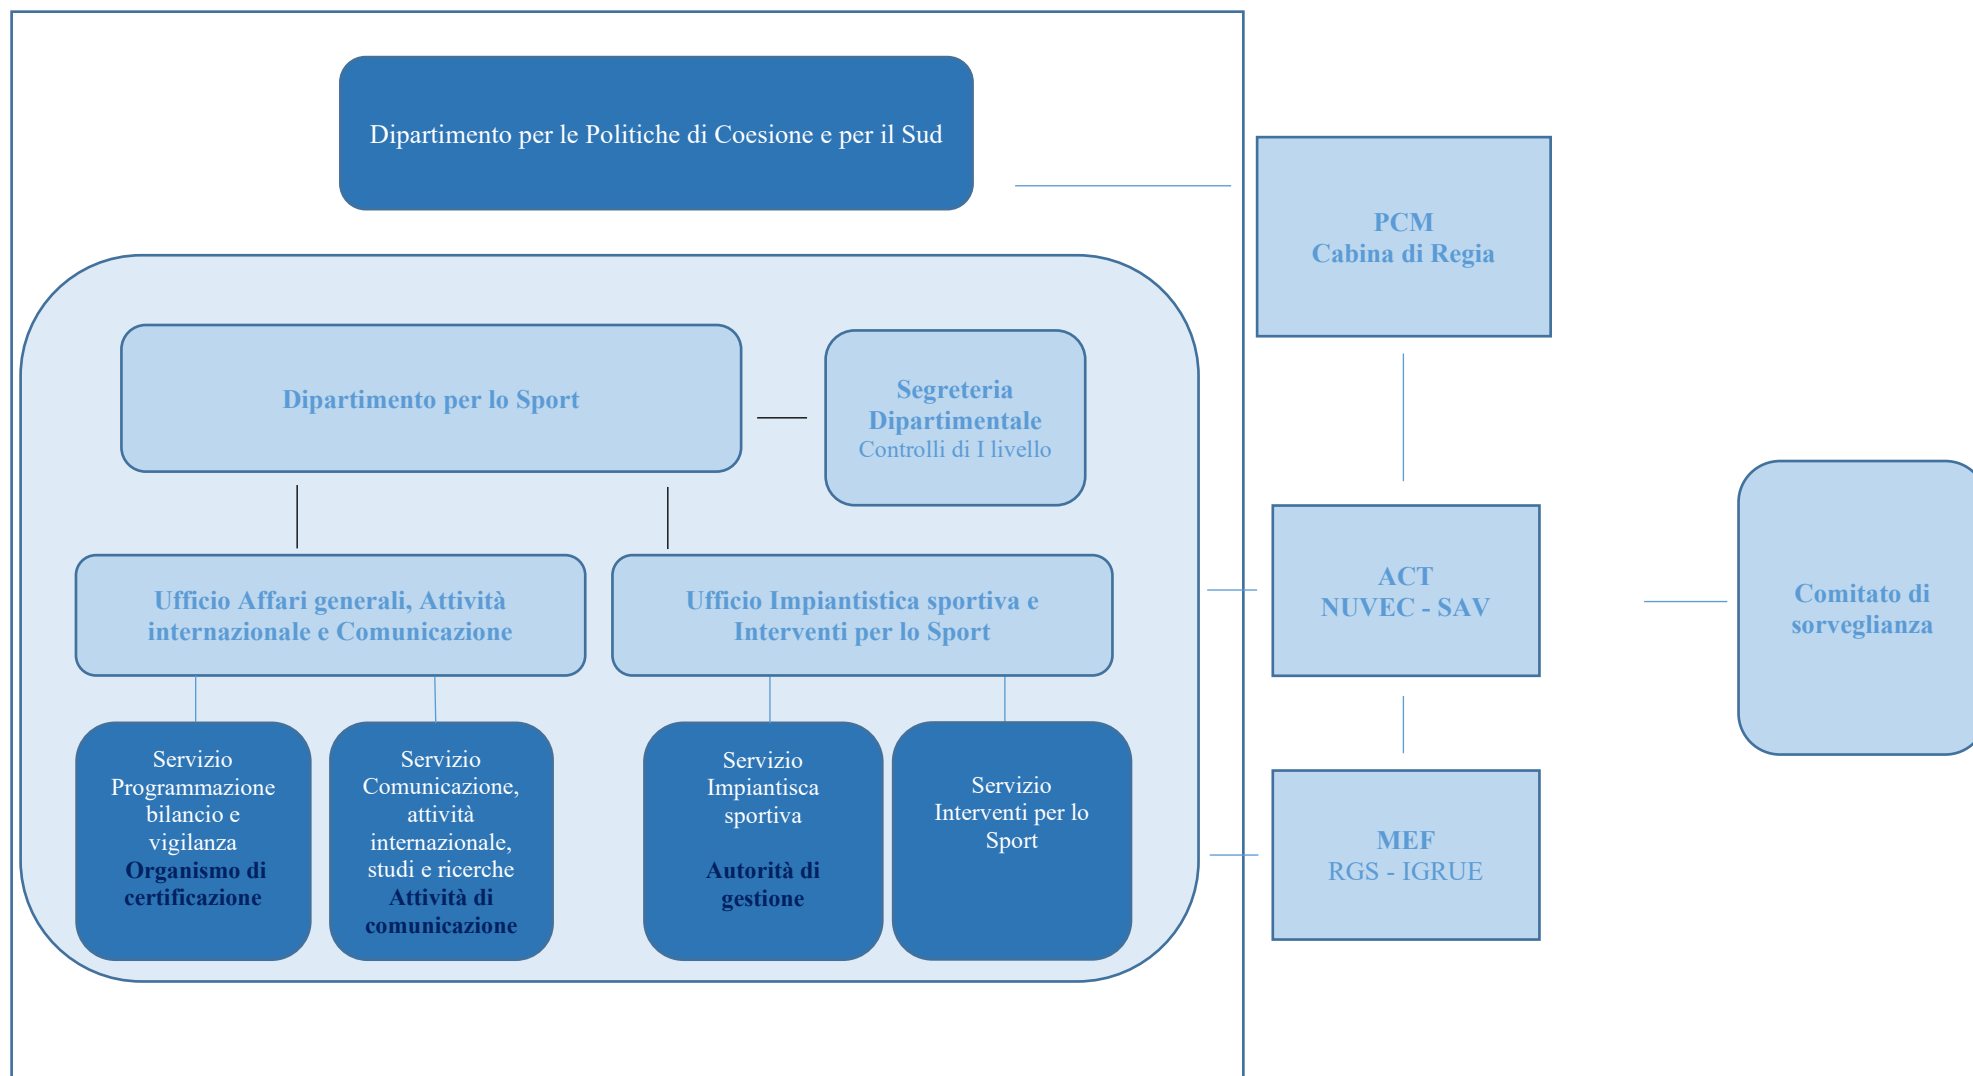 Dipartimento per le Politiche di Coesione e per il Sud
PCM
Cabina di Regia
Dipartimento per lo Sport
Segreteria
Dipartimentale
Controlli di I livello
Ufficio Affari generali, Attività
internazionale e Comunicazione
Ufficio Impiantistica sportiva e
Interventi per lo Sport
ACT
NUVEC - SAV
Comitato di
sorveglianza
Servizio
Programmazione
bilancio e
vigilanza
Organismo di
certificazione
Servizio
Comunicazione,
attività
internazionale,
studi e ricerche
Attività di
comunicazione
Servizio
Impiantisca
sportiva
Autorità di
gestione
Servizio
Interventi per lo
Sport
MEF
RGS - IGRUE